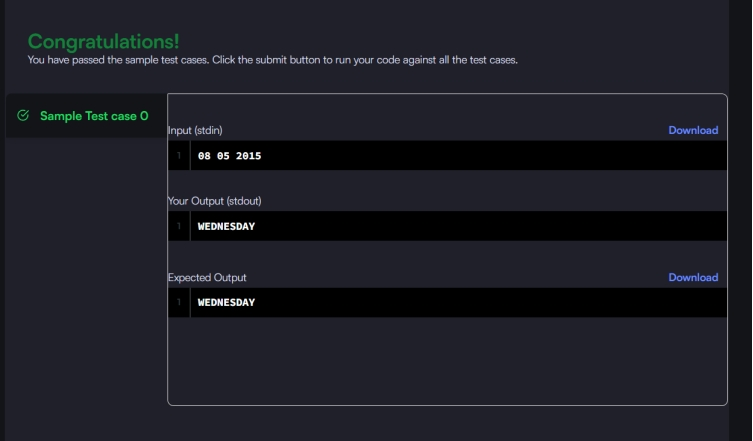 Congratulations!
You have passed the sample test cases. Click the submit button to run your code against all the test cases.
Sample Test case 0
Input (stdin)
Download
1 08 05 2015
Your Output (stdout)
1 WEDNESDAY
Expected Output
Download
1 WEDNESDAY